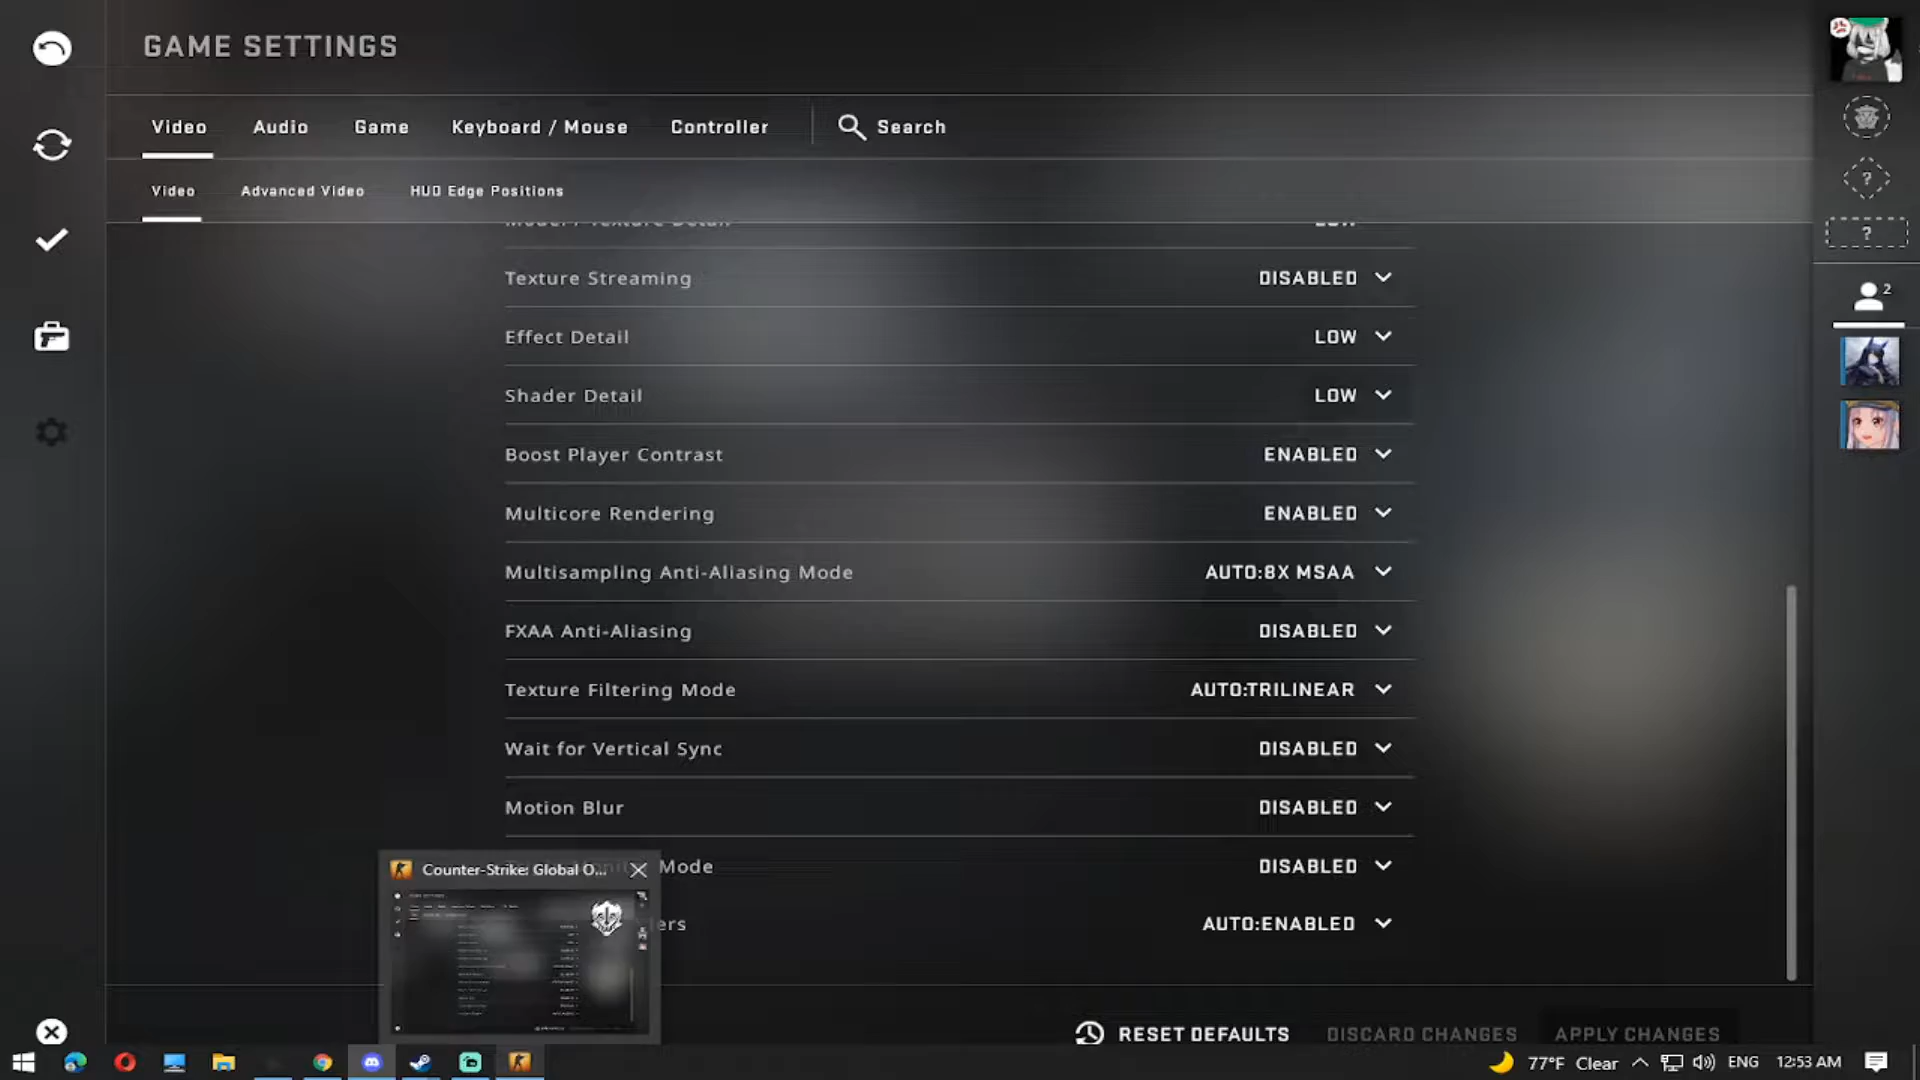 GAME SETTINGS
Video Audio Game Keyboard / Mouse Controller Search
Video Advanced Video HUD Edge Positions
Texture Streaming DISABLED
Effect Detail LOW
Shader Detail LOW
Boost Player Contrast ENABLED
Multicore Rendering ENABLED
Multisampling Anti-Aliasing Mode AUTO:8X MSAA
FXAA Anti-Aliasing DISABLED
Texture Filtering Mode AUTO:TRILINEAR
Wait for Vertical Sync DISABLED
Motion Blur DISABLED
Mode DISABLED
Counter-Strike: Global O...
ers AUTO:ENABLED
RESET DEFAULTS DISCARD CHANGES APPLY CHANGES
77°F Clear ENG 12:53 AM
?
?
2